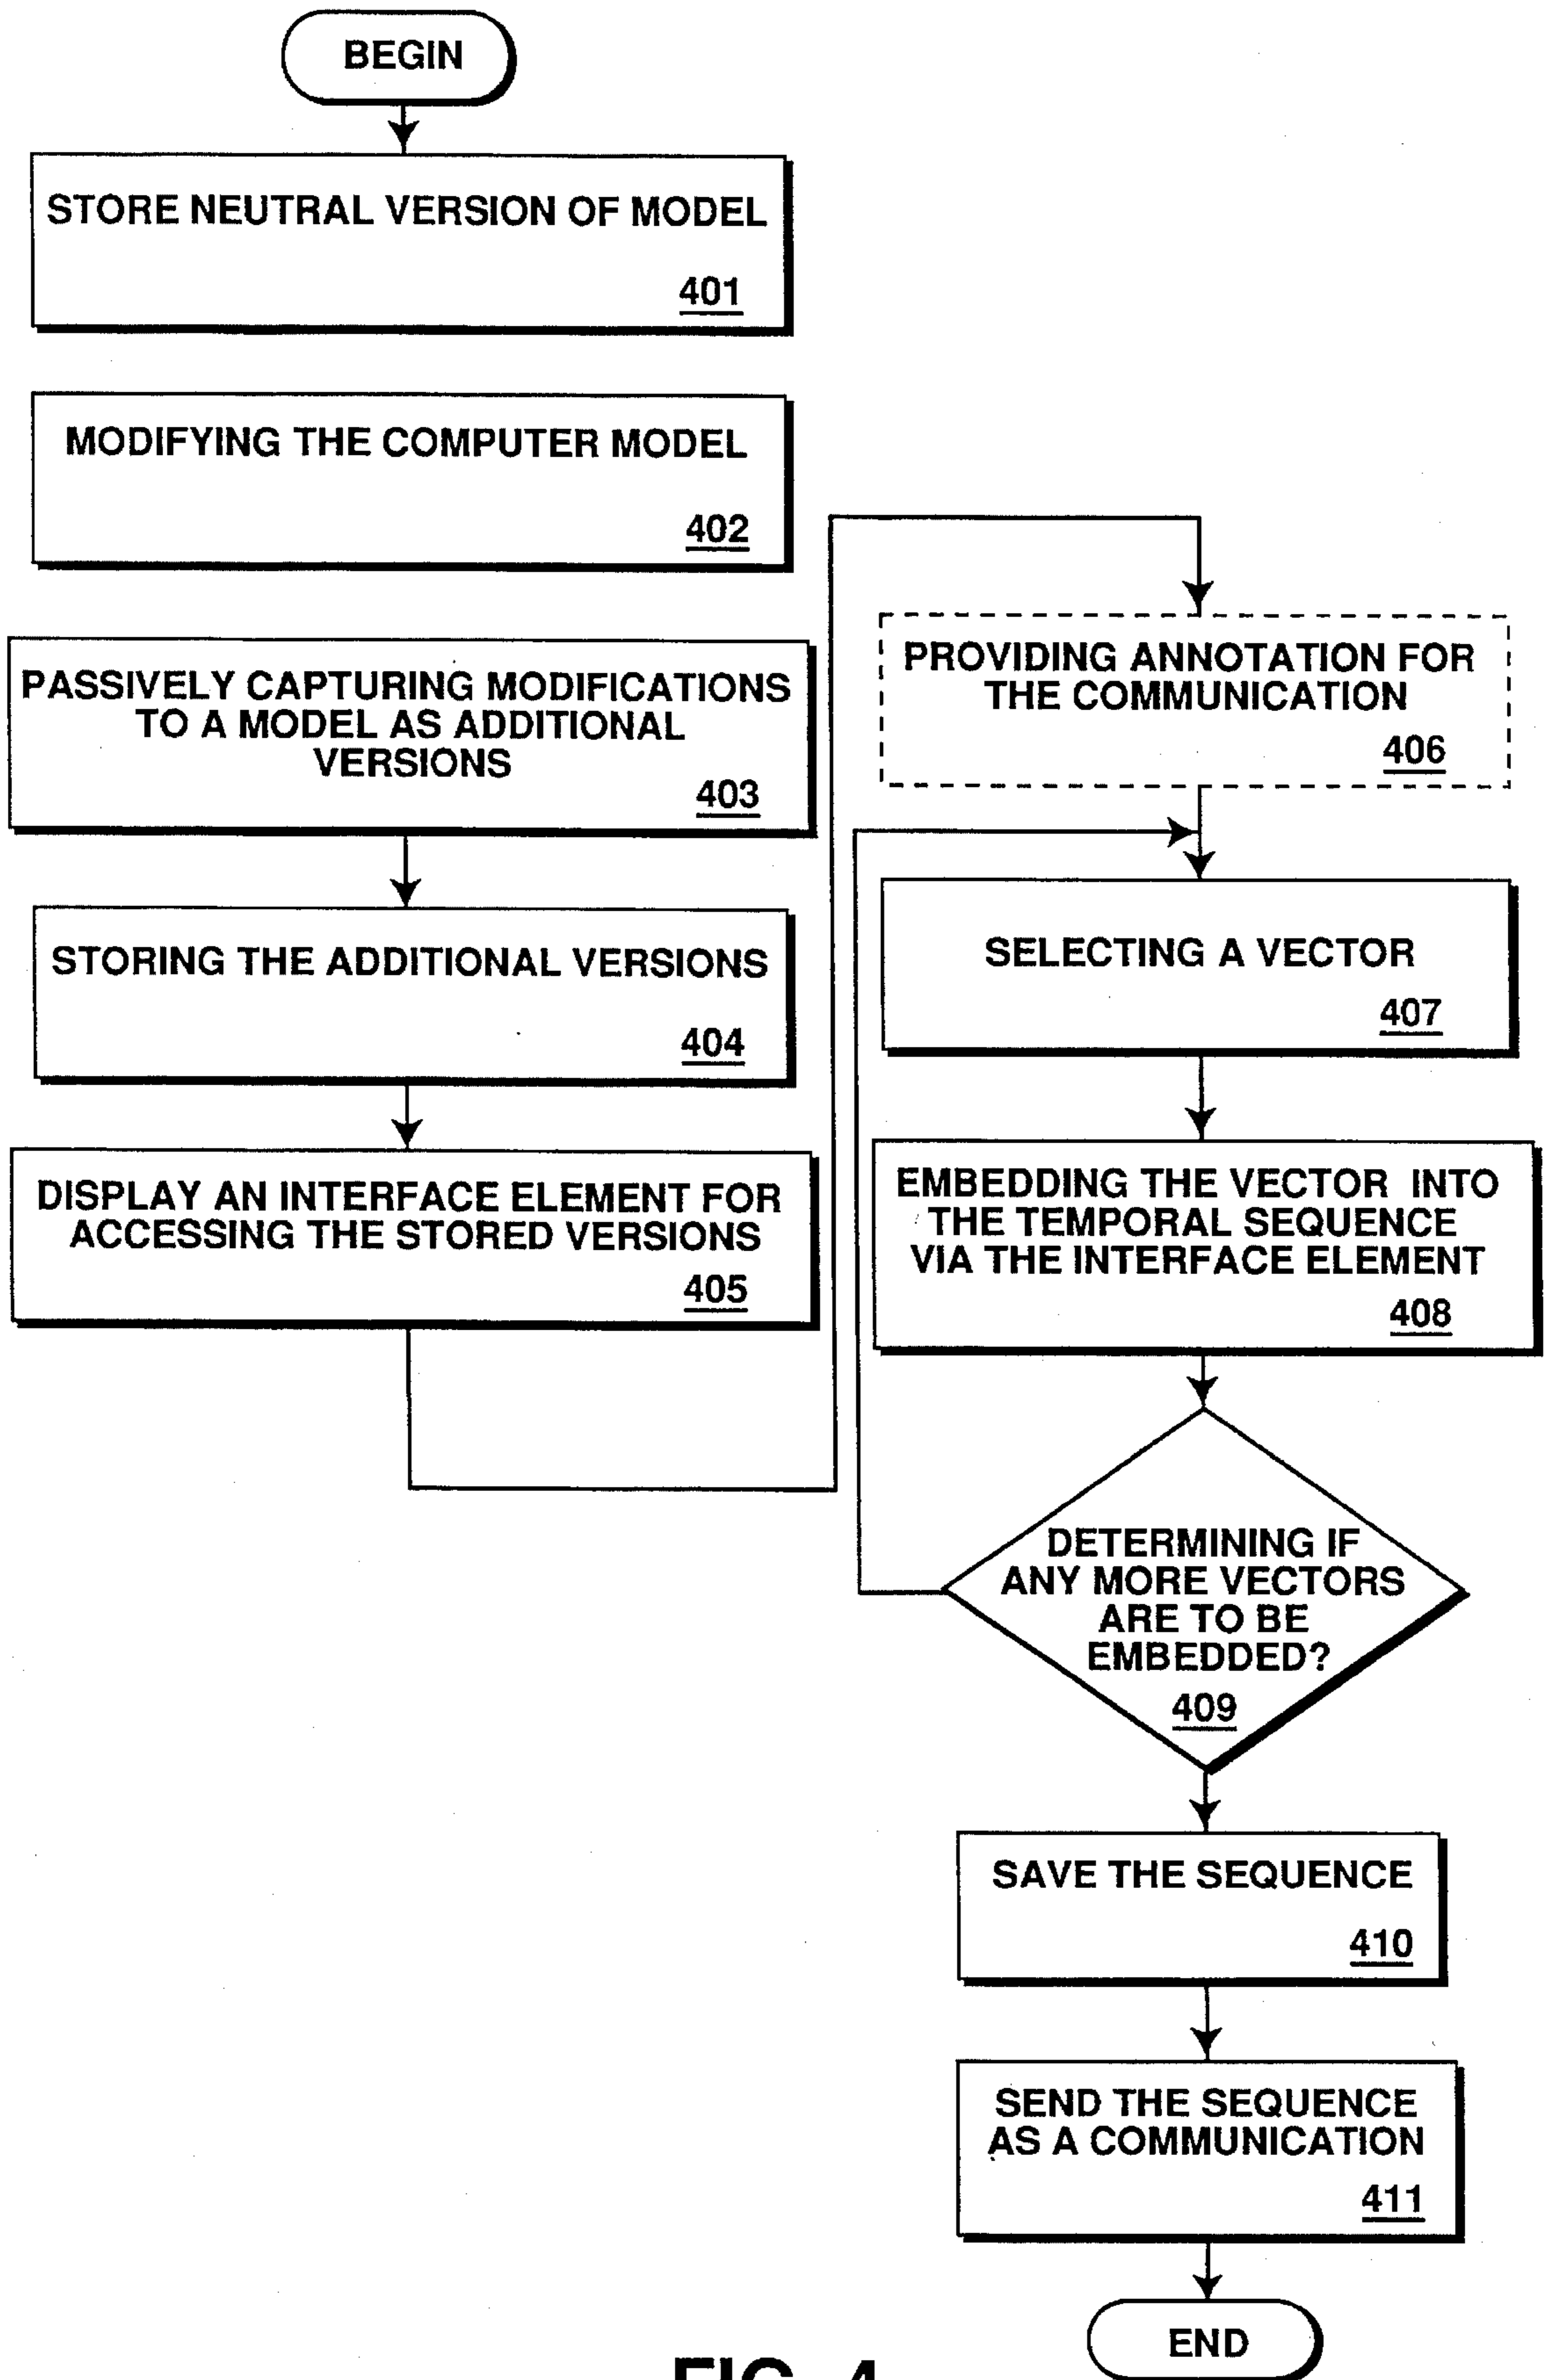 BEGIN
STORE NEUTRAL VERSION OF MODEL
401
MODIFYING THE COMPUTER MODEL
402
PASSIVELY CAPTURING MODIFICATIONS
TO A MODEL AS ADDITIONAL
VERSIONS
403
STORING THE ADDITIONAL VERSIONS
404
DISPLAY AN INTERFACE ELEMENT FOR
ACCESSING THE STORED VERSIONS
405
PROVIDING ANNOTATION FOR
THE COMMUNICATION
406
SELECTING A VECTOR
407
EMBEDDING THE VECTOR INTO
THE TEMPORAL SEQUENCE
VIA THE INTERFACE ELEMENT
408
DETERMINING IF
ANY MORE VECTORS
ARE TO BE
EMBEDDED?
409
SAVE THE SEQUENCE
410
SEND THE SEQUENCE
AS A COMMUNICATION
411
END
FIG. 4